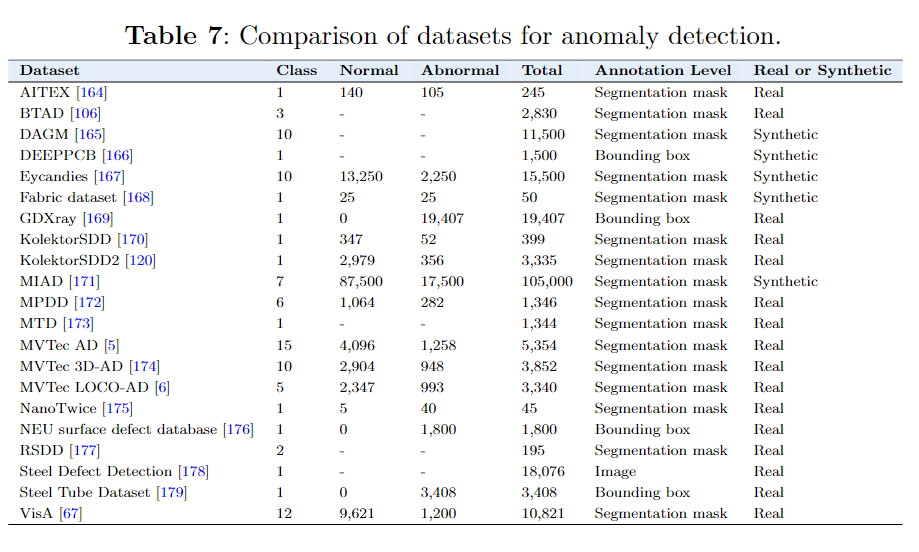 Table 7: Comparison of datasets for anomaly detection.
Dataset Class Normal Abnormal Total Annotation Level Real or Synthetic
AITEX [164] 1 140 105 245 Segmentation mask Real
BTAD [106] 3 - - 2,830 Segmentation mask Real
DAGM [165] 10 - - 11,500 Segmentation mask Synthetic
DEEPPCB [166] 1 - - 1,500 Bounding box Synthetic
Eycandies [167] 10 13,250 2,250 15,500 Segmentation mask Synthetic
Fabric dataset [168] 1 25 25 50 Segmentation mask Synthetic
GDXray [169] 1 0 19,407 19,407 Bounding box Real
KolektorSDD [170] 1 347 52 399 Segmentation mask Real
KolektorSDD2 [120] 1 2,979 356 3,335 Segmentation mask Real
MIAD [171] 7 87,500 17,500 105,000 Segmentation mask Synthetic
MPDD [172] 6 1,064 282 1,346 Segmentation mask Real
MTD [173] 1 - - 1,344 Segmentation mask Real
MVTec AD [5] 15 4,096 1,258 5,354 Segmentation mask Real
MVTec 3D-AD [174] 10 2,904 948 3,852 Segmentation mask Real
MVTec LOCO-AD [6] 5 2,347 993 3,340 Segmentation mask Real
NanoTwice [175] 1 5 40 45 Segmentation mask Real
NEU surface defect database [176] 1 0 1,800 1,800 Bounding box Real
RSDD [177] 2 - - 195 Segmentation mask Real
Steel Defect Detection [178] 1 - - 18,076 Image Real
Steel Tube Dataset [179] 1 0 3,408 3,408 Bounding box Real
VisA [67] 12 9,621 1,200 10,821 Segmentation mask Real